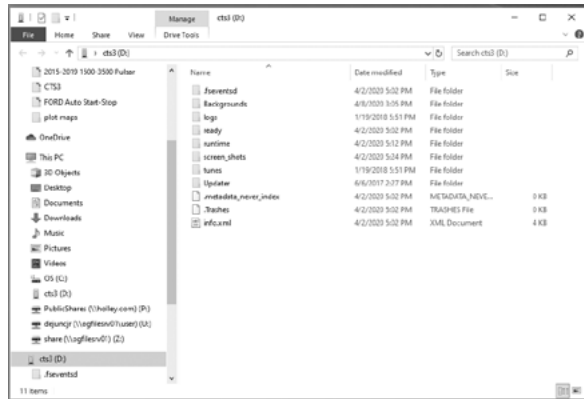 Manage cts3 (D:)
File Home Share View Drive Tools
cts3 (D:)
Search cts3 (D:)
2015-2019 1500-3500 Pulsar
CTS3
FORD Auto Start-Stop
plot maps
OneDrive
This PC
3D Objects
Desktop
Documents
Downloads
Music
Pictures
Videos
OS (C:)
cts3 (D:)
PublicShares (\\holley.com) (P:)
dejuncjr (\\sgfilesrv01\user) (U:)
share (\\sgfilesrv01) (Z:)
cts3 (D:)
.fseventsd
Name Date modified Type Size
.fseventsd 4/2/2020 5:02 PM File folder
Backgrounds 4/8/2020 3:05 PM File folder
logs 1/19/2018 5:51 PM File folder
ready 4/2/2020 5:02 PM File folder
runtime 4/2/2020 5:12 PM File folder
screen_shots 4/2/2020 5:24 PM File folder
tunes 1/19/2018 5:51 PM File folder
Updater 6/6/2017 2:27 PM File folder
.metadata_never_index 4/2/2020 5:02 PM METADATA_NEVE... 0 KB
.Trashes 4/2/2020 5:02 PM TRASHES File 0 KB
info.xml 4/2/2020 5:02 PM XML Document 4 KB
11 items